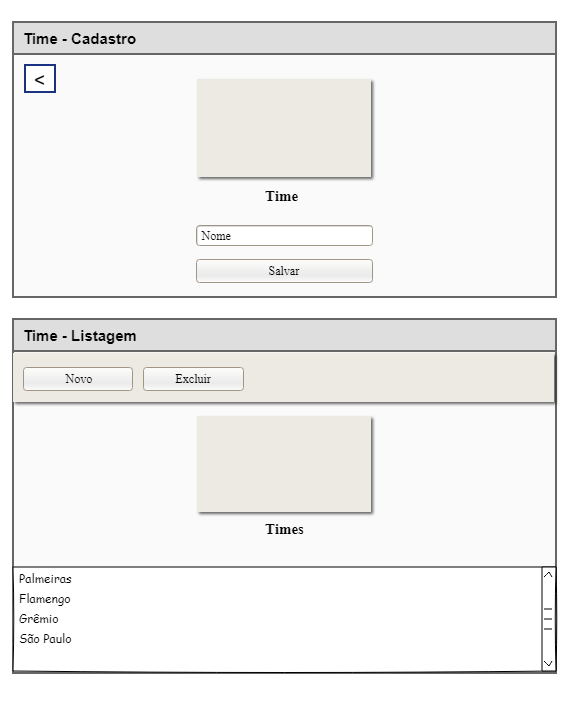 Time - Cadastro
<
Time
Nome
Salvar
Time - Listagem
Novo Excluir
Times
Palmeiras
Flamengo
Grêmio
São Paulo